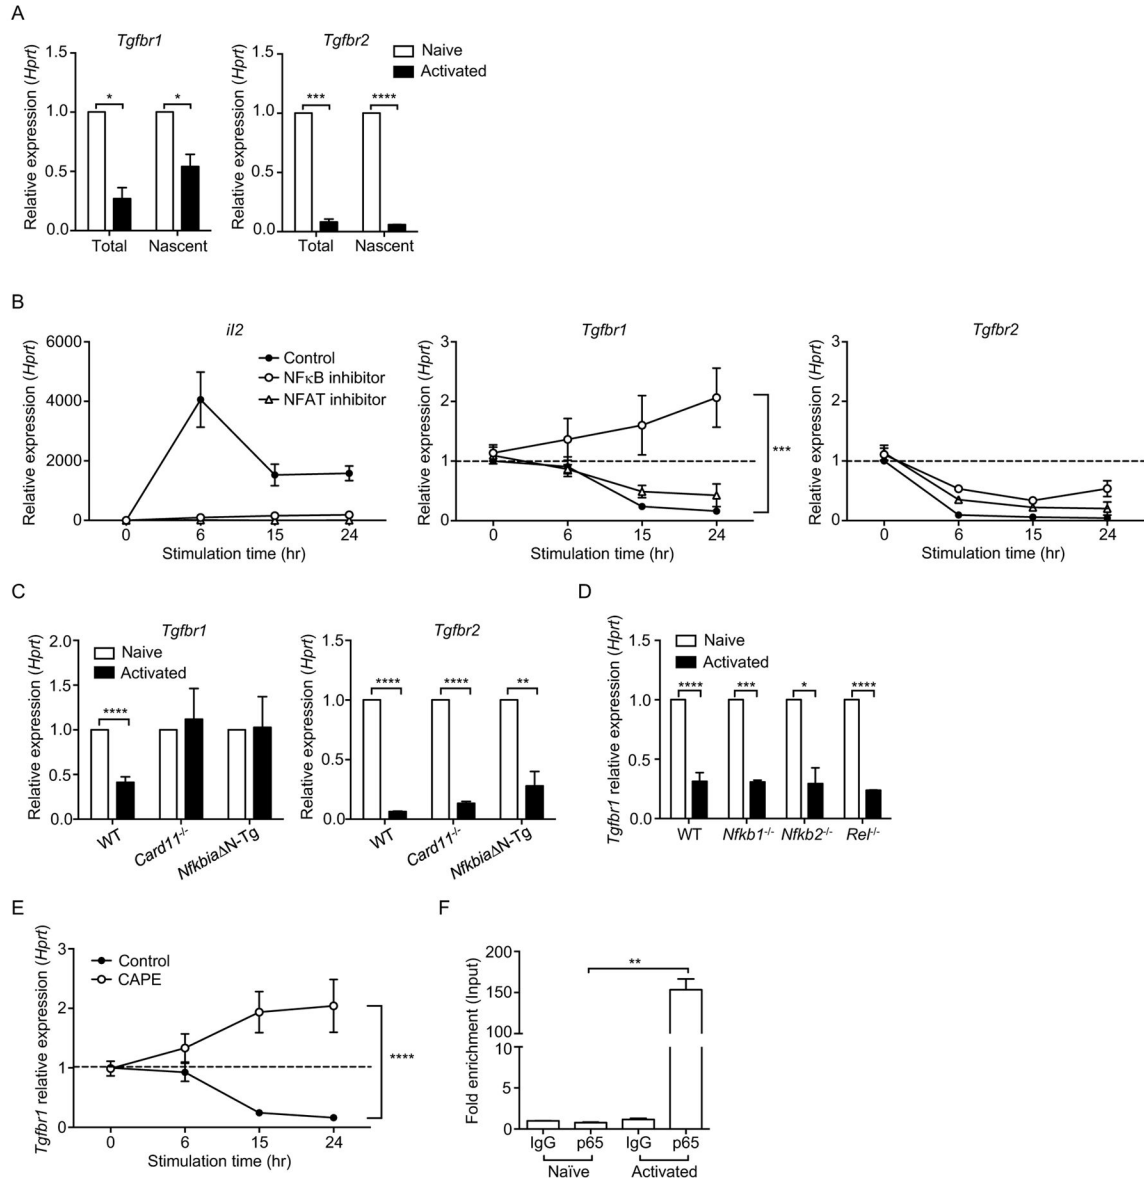 A
Tgfbr1
Tgfbr2
Relative expression (Hprt)
1.5
1.0
0.5
0.0
*
*
Total
Nascent
Relative expression (Hprt)
1.5
1.0
0.5
0.0
***
****
Total
Nascent
Naive
Activated
B
il2
Relative expression (Hprt)
6000
4000
2000
0
Control
NFκB inhibitor
NFAT inhibitor
0 6 15 24
Stimulation time (hr)
Tgfbr1
Relative expression (Hprt)
3
2
1
0
***
0 6 15 24
Stimulation time (hr)
Tgfbr2
Relative expression (Hprt)
3
2
1
0
0 6 15 24
Stimulation time (hr)
C
Tgfbr1
Relative expression (Hprt)
2.0
1.5
1.0
0.5
0.0
Naive
Activated
****
WT
Card11-/-
NfkbiaΔN-Tg
Tgfbr2
Relative expression (Hprt)
1.5
1.0
0.5
0.0
****
****
**
WT
Card11-/-
NfkbiaΔN-Tg
D
Tgfbr1 relative expression (Hprt)
1.5
1.0
0.5
0
Naive
Activated
****
***
*
****
WT
Nfkb1-/-
Nfkb2-/-
Rel-/-
E
Tgfbr1 relative expression (Hprt)
3
2
1
0
Control
CAPE
****
0 6 15 24
Stimulation time (hr)
F
Fold enrichment (Input)
200
150
100
10
5
0
**
IgG p65 IgG p65
Naïve Activated